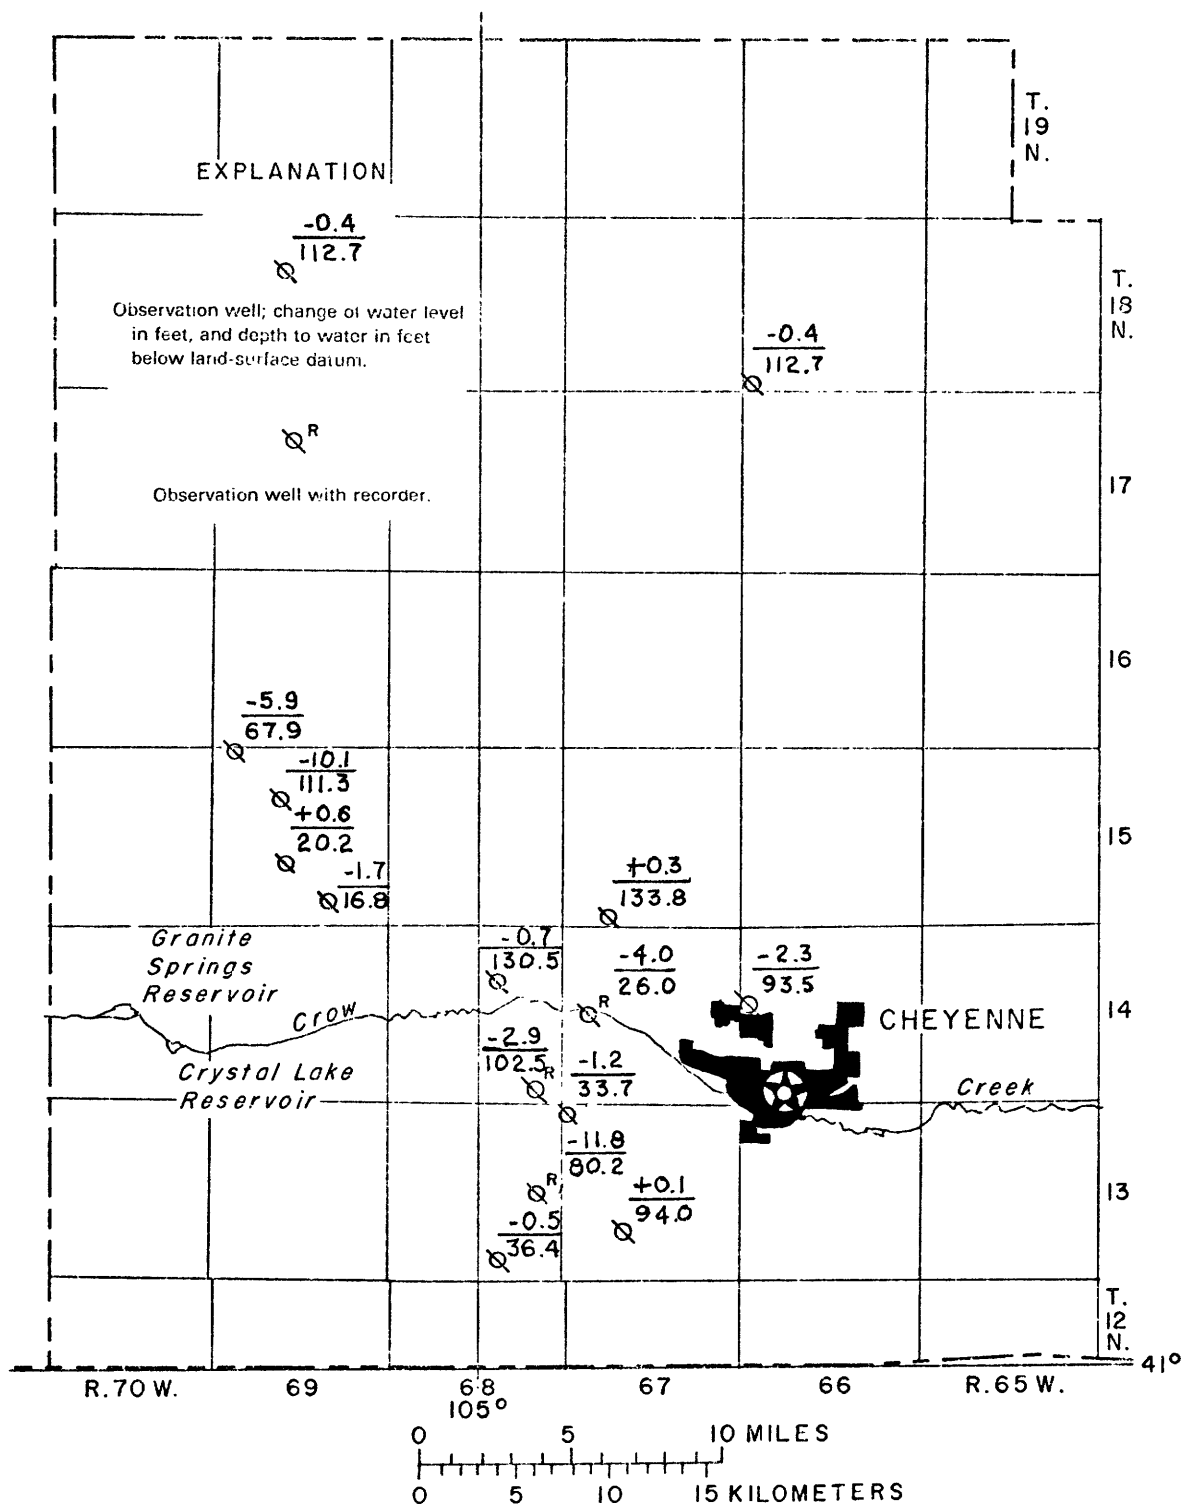 T.
19
N.
EXPLANATION
-0.4
112.7
Observation well; change of water level
in feet, and depth to water in feet
below land-surface datum.
R
Observation well with recorder.
T.
18
N.
-0.4
112.7
17
16
-5.9
67.9
-10.1
111.3
+0.6
20.2
-1.7
16.8
15
+0.3
133.8
Granite
Springs
Reservoir
-0.7
130.5
-4.0
26.0
R
-2.3
93.5
14
Crow
CHEYENNE
-2.9
102.5
R
-1.2
33.7
Crystal Lake
Reservoir
Creek
-11.8
80.2
R
+0.1
94.0
13
-0.5
36.4
T.
12
N.
41°
R.70 W. 69 68 67 66 R.65 W.
105°
0 5 10 MILES
0 5 10 15 KILOMETERS